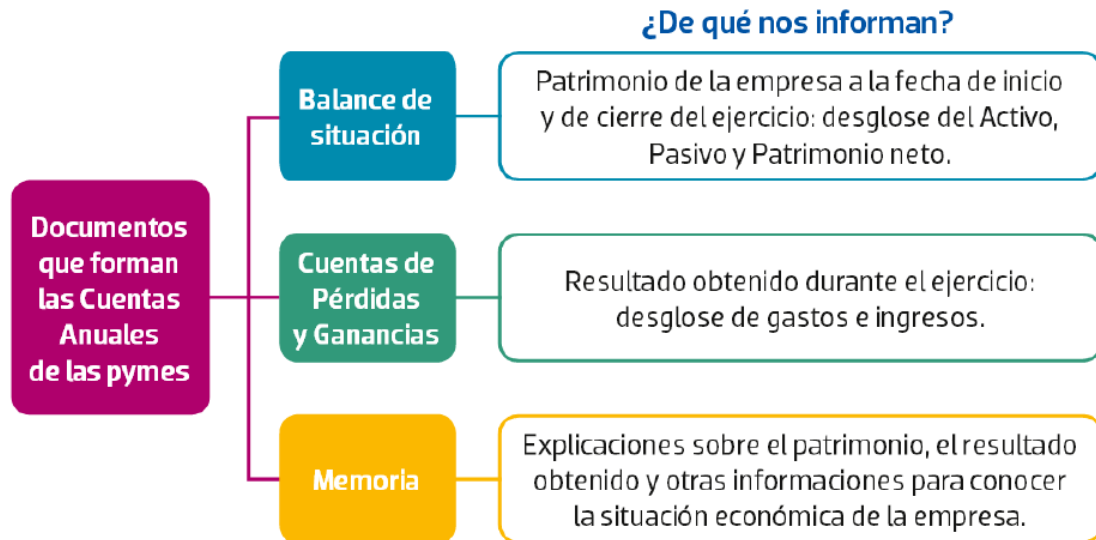 ¿De qué nos informan?
Documentos
que forman
las Cuentas
Anuales
de las pymes
Balance de
situación
Patrimonio de la empresa a la fecha de inicio
y de cierre del ejercicio: desglose del Activo,
Pasivo y Patrimonio neto.
Cuentas de
Pérdidas
y Ganancias
Resultado obtenido durante el ejercicio:
desglose de gastos e ingresos.
Memoria
Explicaciones sobre el patrimonio, el resultado
obtenido y otras informaciones para conocer
la situación económica de la empresa.